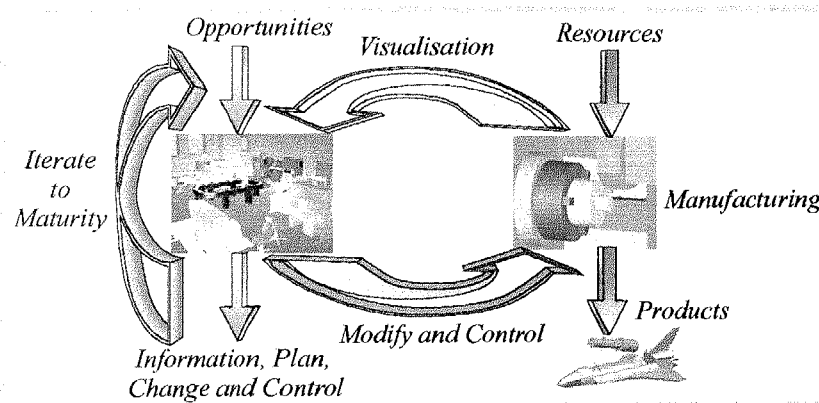 Opportunities
Visualisation
Resources
Iterate
to
Maturity
Manufacturing
Products
Modify and Control
Information, Plan,
Change and Control